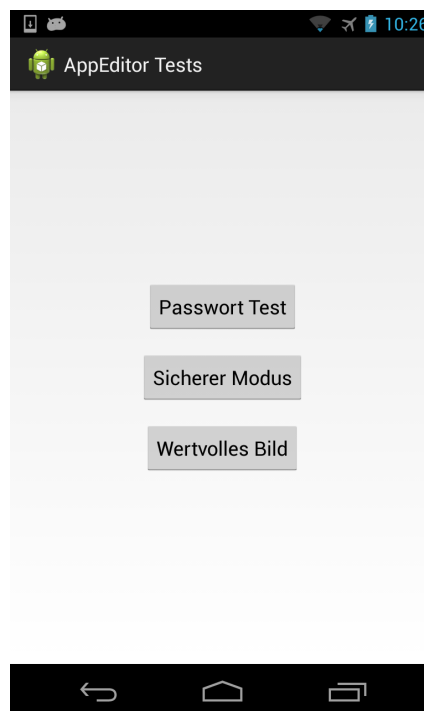 10:26
AppEditor Tests
Passwort Test
Sicherer Modus
Wertvolles Bild